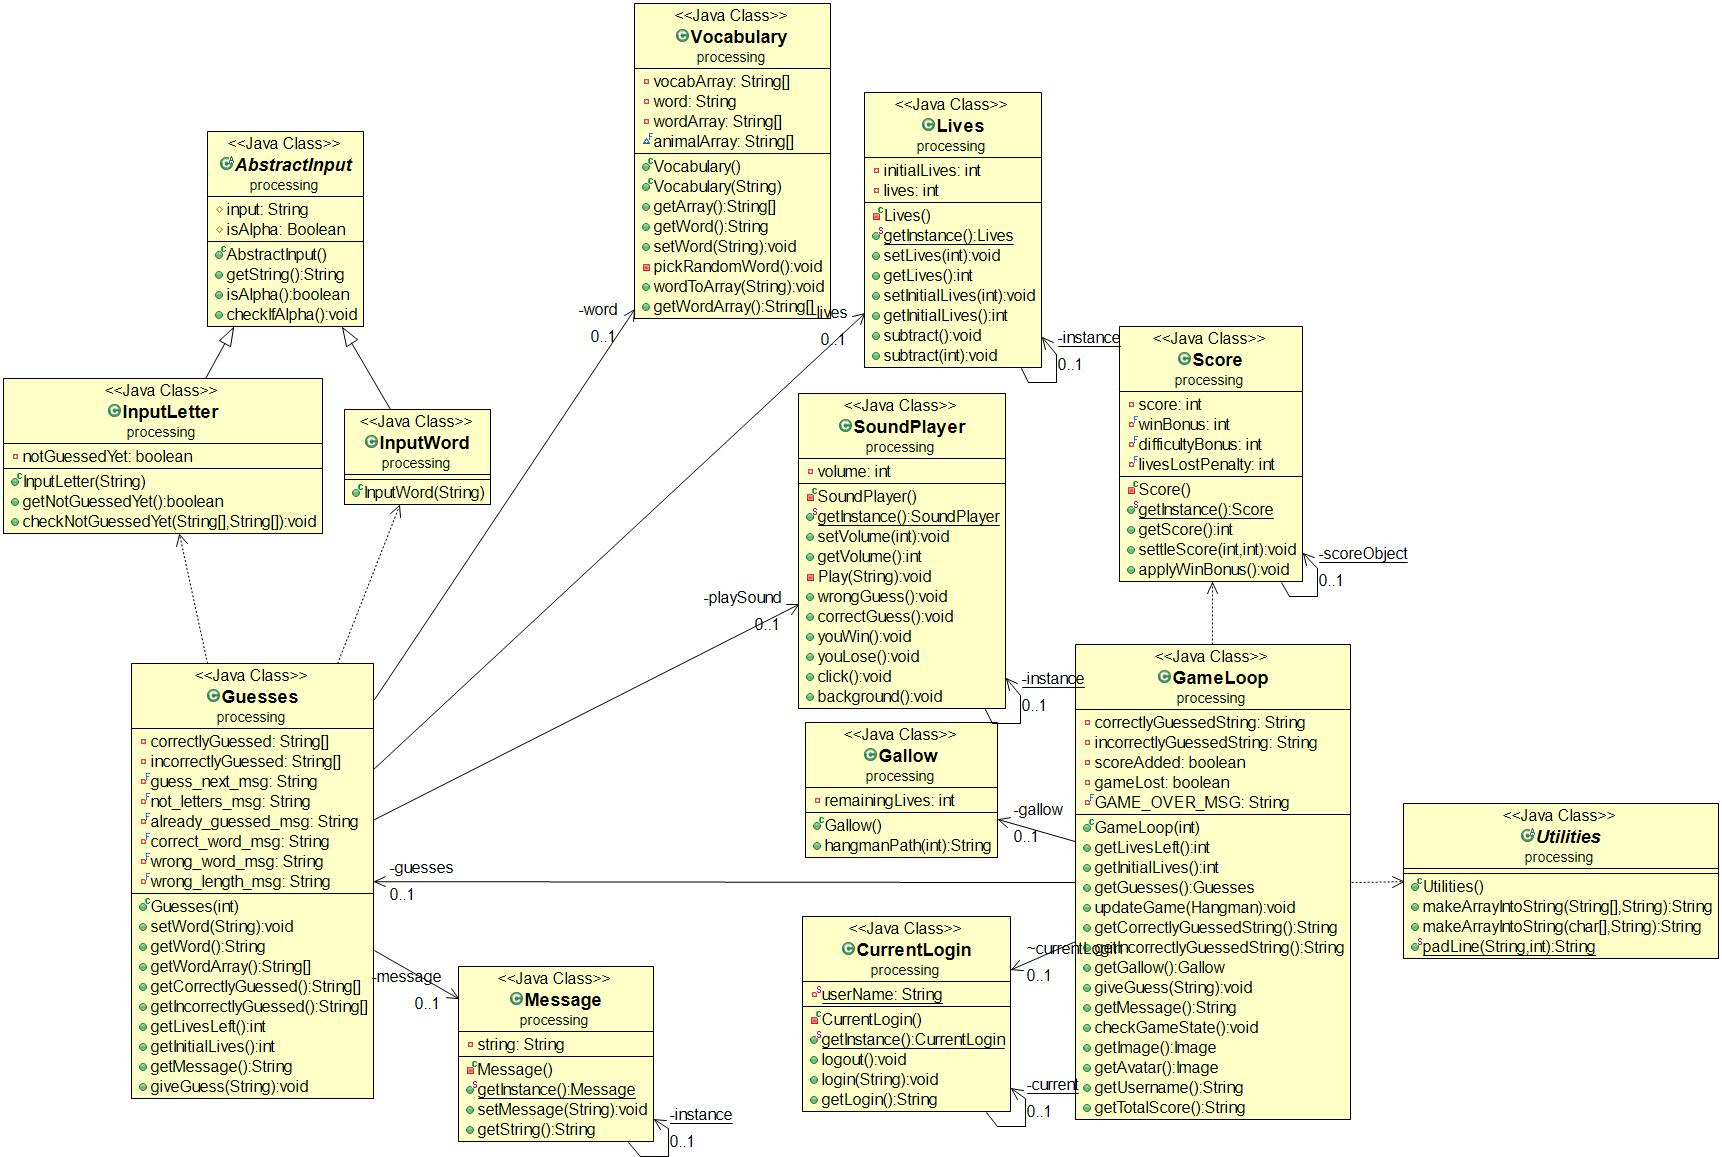 <<Java Class>>
Vocabulary
processing
vocabArray: String[]
word: String
wordArray: String[]
animalArray: String[]
Vocabulary()
Vocabulary(String)
getArray():String[]
getWord():String
setWord(String):void
pickRandomWord():void
wordToArray(String):void
getWordArray():String[]
<<Java Class>>
Lives
processing
initialLives: int
lives: int
Lives()
getInstance():Lives
setLives(int):void
getLives():int
setInitialLives(int):void
getInitialLives():int
subtract():void
subtract(int):void
-instance
0..1
<<Java Class>>
AbstractInput
processing
input: String
isAlpha: Boolean
AbstractInput()
getString():String
isAlpha():boolean
checkIfAlpha():void
-word
0..1
-lives
0..1
<<Java Class>>
InputLetter
processing
notGuessedYet: boolean
InputLetter(String)
getNotGuessedYet():boolean
checkNotGuessedYet(String[],String[]):void
<<Java Class>>
InputWord
processing
InputWord(String)
<<Java Class>>
SoundPlayer
processing
volume: int
SoundPlayer()
getInstance():SoundPlayer
setVolume(int):void
getVolume():int
Play(String):void
wrongGuess():void
correctGuess():void
youWin():void
youLose():void
click():void
background():void
-playSound
0..1
-instance
0..1
<<Java Class>>
Score
processing
score: int
winBonus: int
difficultyBonus: int
livesLostPenalty: int
Score()
getInstance():Score
getScore():int
settleScore(int,int):void
applyWinBonus():void
-scoreObject
0..1
<<Java Class>>
Guesses
processing
correctlyGuessed: String[]
incorrectlyGuessed: String[]
guess_next_msg: String
not_letters_msg: String
already_guessed_msg: String
correct_word_msg: String
wrong_word_msg: String
wrong_length_msg: String
Guesses(int)
setWord(String):void
getWord():String
getWordArray():String[]
getCorrectlyGuessed():String[]
getIncorrectlyGuessed():String[]
getLivesLeft():int
getInitialLives():int
getMessage():String
giveGuess(String):void
-guesses
0..1
-message
0..1
<<Java Class>>
Message
processing
string: String
Message()
getInstance():Message
setMessage(String):void
getString():String
-instance
0..1
<<Java Class>>
Gallow
processing
remainingLives: int
Gallow()
hangmanPath(int):String
-gallow
0..1
<<Java Class>>
CurrentLogin
processing
userName: String
CurrentLogin()
getInstance():CurrentLogin
logout():void
login(String):void
getLogin():String
~currentLogin
0..1
-current
0..1
<<Java Class>>
GameLoop
processing
correctlyGuessedString: String
incorrectlyGuessedString: String
scoreAdded: boolean
gameLost: boolean
GAME_OVER_MSG: String
GameLoop(int)
getLivesLeft():int
getInitialLives():int
getGuesses():Guesses
updateGame(Hangman):void
getCorrectlyGuessedString():String
getIncorrectlyGuessedString():String
getGallow():Gallow
giveGuess(String):void
getMessage():String
checkGameState():void
getImage():Image
getAvatar():Image
getUsername():String
getTotalScore():String
<<Java Class>>
Utilities
processing
Utilities()
makeArrayIntoString(String[],String):String
makeArrayIntoString(char[],String):String
padLine(String,int):String